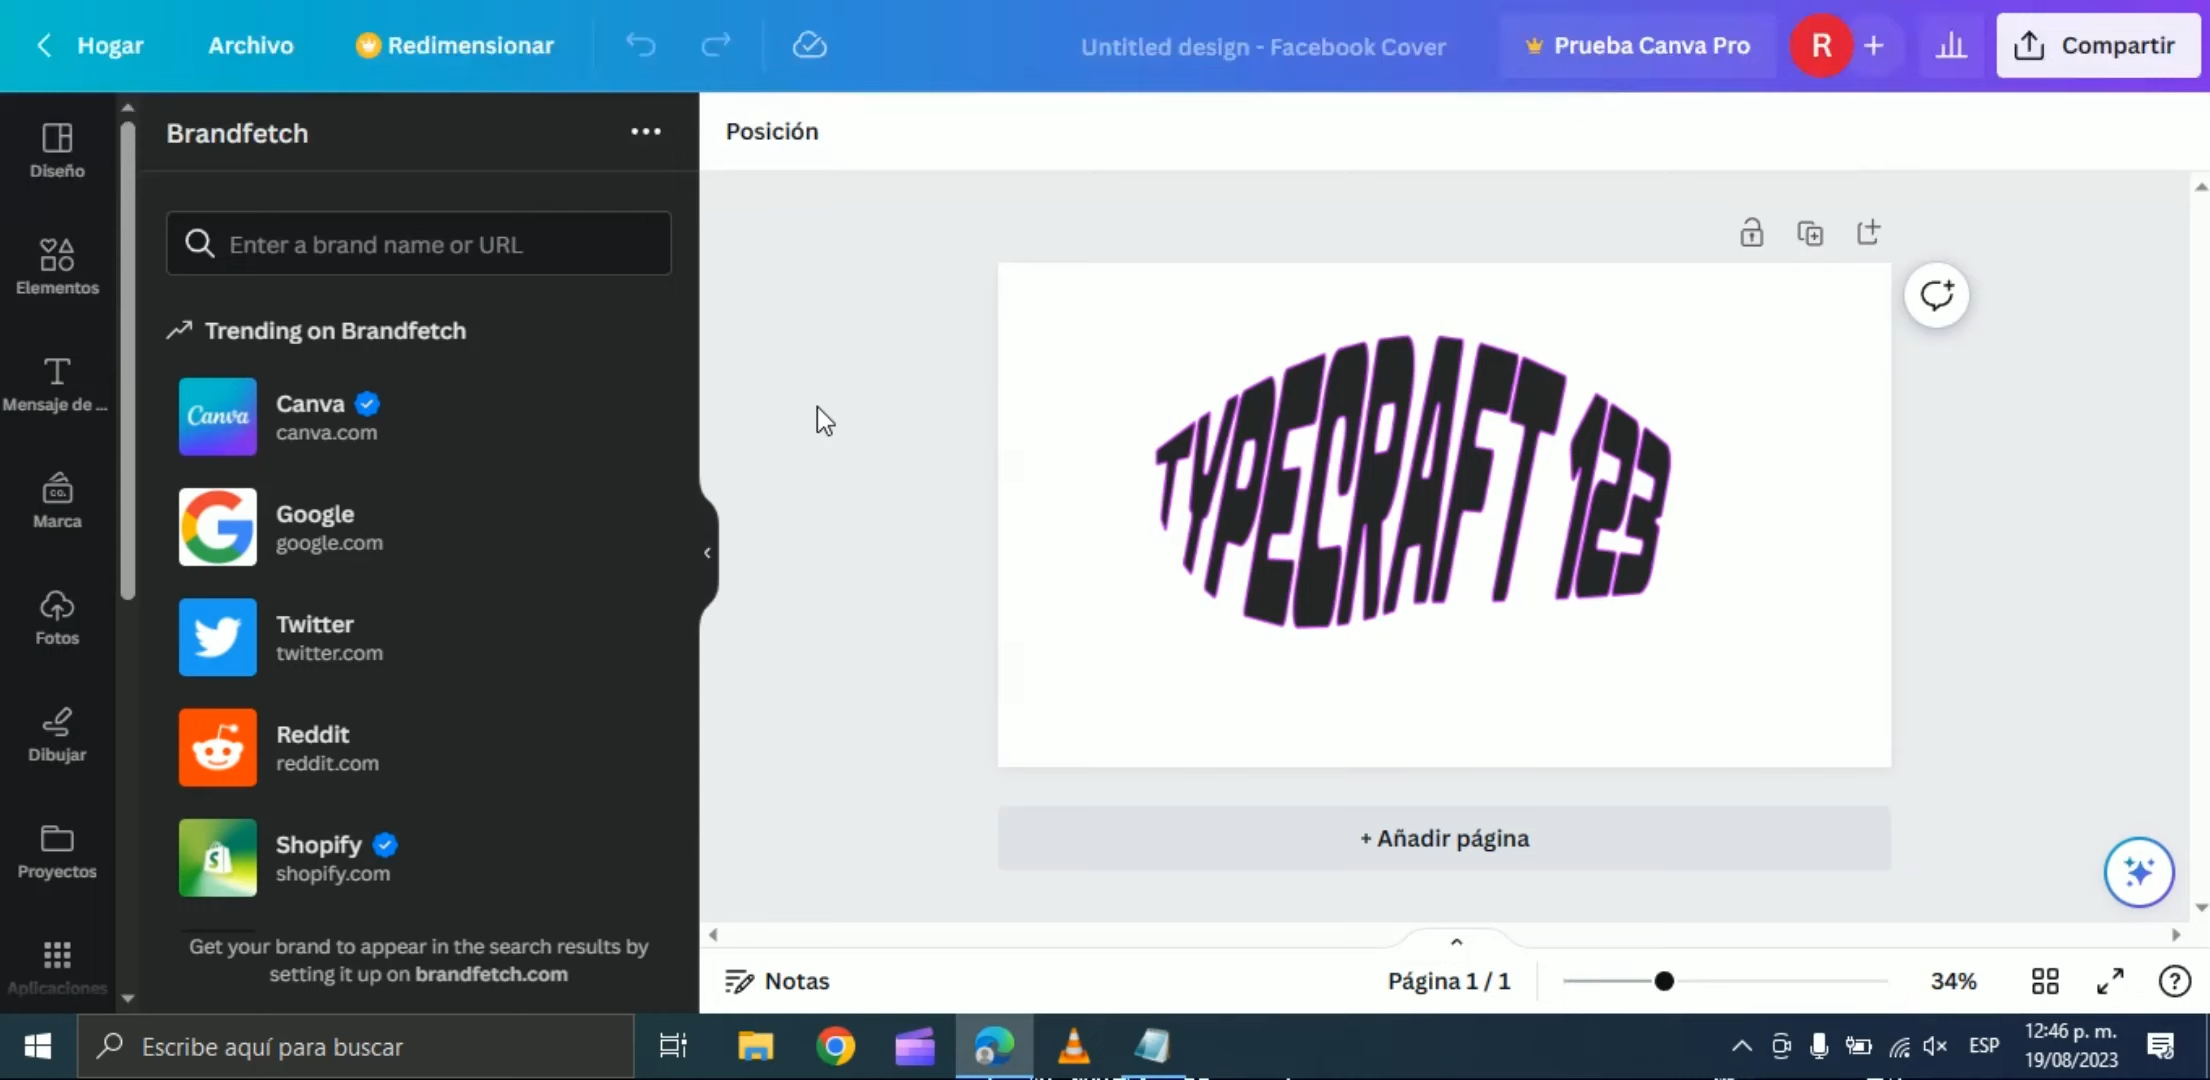 Hogar
Archivo
Redimensionar
Untitled design - Facebook Cover
Prueba Canva Pro
R
Compartir
Diseño
Elementos
Mensaje de ...
Marca
CO.
Fotos
Dibujar
Proyectos
Aplicaciones
Brandfetch
Enter a brand name or URL
Trending on Brandfetch
Canva
Canva
canva.com
Google
google.com
Twitter
twitter.com
Reddit
reddit.com
Shopify
shopify.com
Get your brand to appear in the search results by
setting it up on brandfetch.com
Posición
TYPECRAFT 123
+ Añadir página
Notas
Página 1 / 1
34%
Escribe aquí para buscar
ESP
12:46 p. m.
19/08/2023